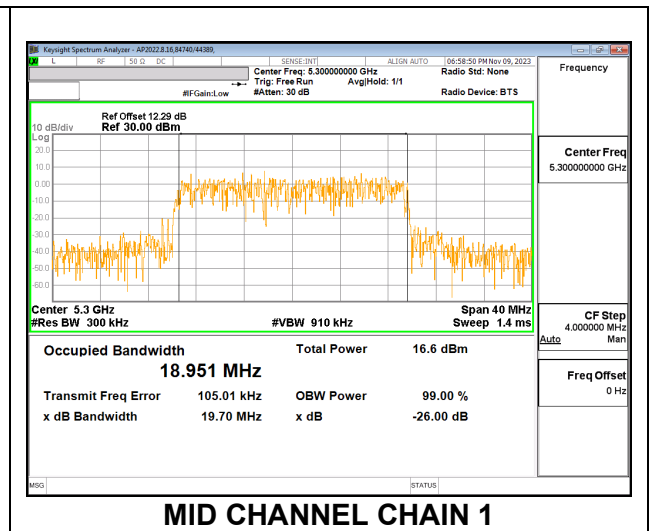 Keysight Spectrum Analyzer - AP2022.8.16,84740/44389,
L RF 50 Ω DC SENSE:INT ALIGN AUTO 06:58:50 PM Nov 09, 2023
Center Freq: 5.300000000 GHz Radio Std: None
Trig: Free Run Avg|Hold: 1/1
#IFGain:Low #Atten: 30 dB Radio Device: BTS
Frequency
Ref Offset 12.29 dB
10 dB/div Ref 30.00 dBm
Log
20.0
10.0
0.00
-10.0
-20.0
-30.0
-40.0
-50.0
-60.0
Center 5.3 GHz Span 40 MHz
#Res BW 300 kHz #VBW 910 kHz Sweep 1.4 ms
Center Freq
5.300000000 GHz
CF Step
4.000000 MHz
Auto Man
Freq Offset
0 Hz
Occupied Bandwidth Total Power 16.6 dBm
18.951 MHz
Transmit Freq Error 105.01 kHz OBW Power 99.00 %
x dB Bandwidth 19.70 MHz x dB -26.00 dB
MSG STATUS
MID CHANNEL CHAIN 1